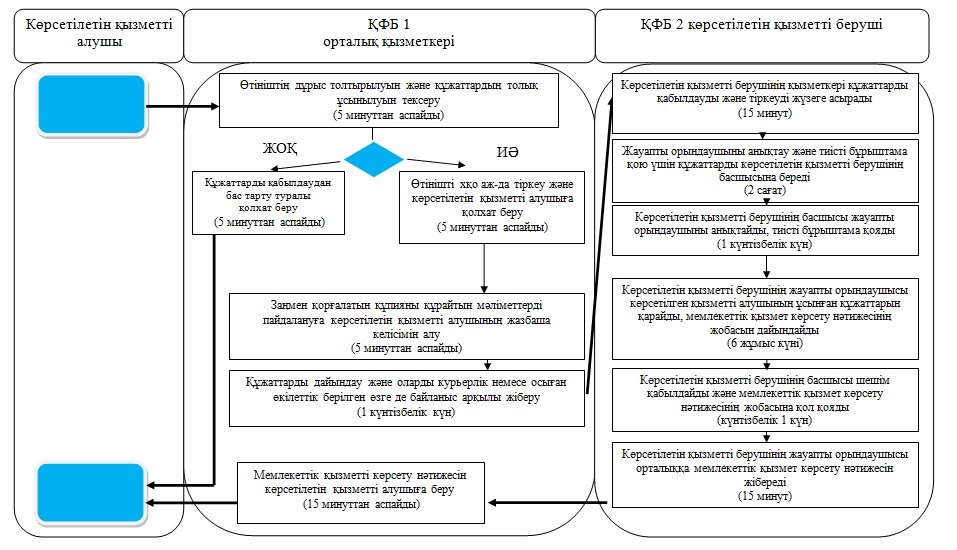 Көрсетілетін қызметті
алушы
ҚФБ 1
орталық қызметкері
ҚФБ 2 көрсетілетін қызметті беруші
Өтініштің дұрыс толтырылуын және құжаттардың толық
ұсынылуын тексеру
(5 минуттан аспайды)
ЖОҚ
ИӘ
Құжаттарды қабылдаудан
бас тарту туралы
қолхат беру
(5 минуттан аспайды)
Өтінішті хқо аж-да тіркеу және
көрсетілетін қызметті алушыға
қолхат беру
(5 минуттан аспайды)
Заңмен қорғалатын құпияны құрайтын мәліметтерді
пайдалануға көрсетілетін қызметті алушының жазбаша
келісімін алу
(5 минуттан аспайды)
Құжаттарды дайындау және оларды курьерлік немесе осыған
өкілеттік берілген өзге де байланыс арқылы жіберу
(1 күнтізбелік күн)
Мемлекеттік қызметті көрсету нәтижесін
көрсетілетін қызметті алушыға беру
(15 минуттан аспайды)
Көрсетілетін қызметті берушінің қызметкері құжаттарды
қабылдауды және тіркеуді жүзеге асырады
(15 минут)
Жауапты орындаушыны анықтау және тиісті бұрыштама
қою үшін құжаттарды көрсетілетін қызметті берушінің
басшысына береді
(2 сағат)
Көрсетілетін қызметті берушінің басшысы жауапты
орындаушыны анықтайды, тиісті бұрыштама қояды
(1 күнтізбелік күн)
Көрсетілетін қызметті берушінің жауапты орындаушысы
көрсетілген қызметті алушының ұсынған құжаттарын
қарайды, мемлекеттік қызмет көрсету нәтижесінің
жобасын дайындайды
(6 жұмыс күні)
Көрсетілетін қызметті берушінің басшысы шешім
қабылдайды және мемлекеттік қызмет көрсету
нәтижесінің жобасына қол қояды
(күнтізбелік 1 күн)
Көрсетілетін қызметті берушінің жауапты орындаушысы
орталыққа мемлекеттік қызмет көрсету нәтижесін
жібереді
(15 минут)